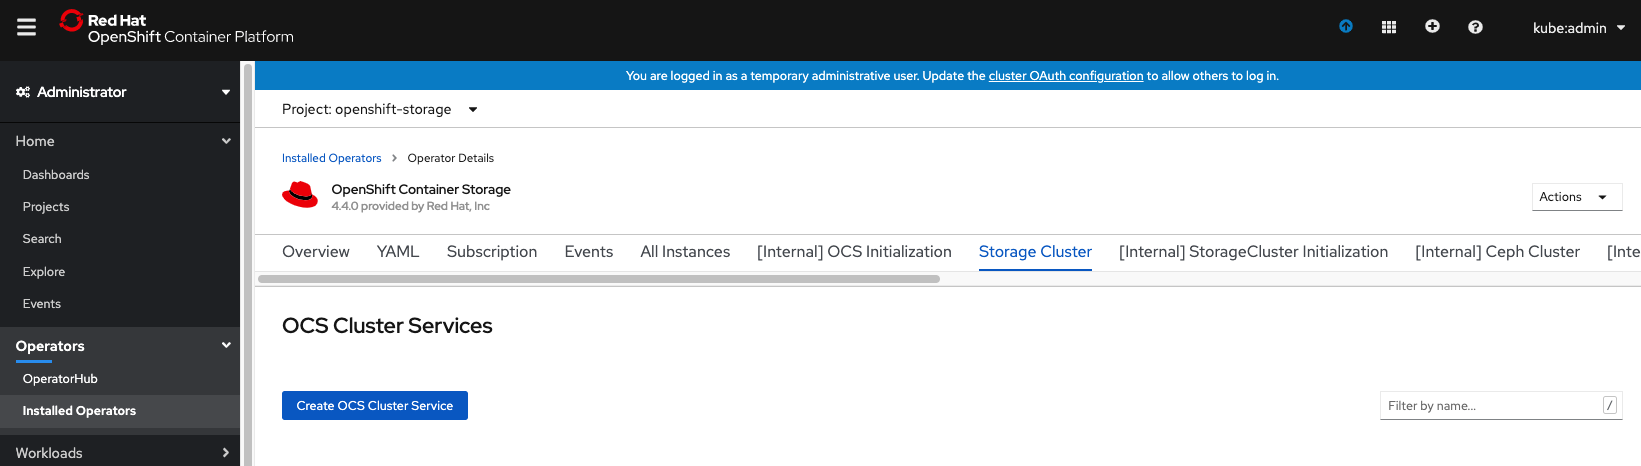 Red Hat
OpenShift Container Platform
kube:admin
You are logged in as a temporary administrative user. Update the cluster OAuth configuration to allow others to log in.
Administrator
Project: openshift-storage
Home
Dashboards
Projects
Search
Explore
Events
Operators
OperatorHub
Installed Operators
Workloads
Installed Operators > Operator Details
OpenShift Container Storage
4.4.0 provided by Red Hat, Inc
Actions
Overview YAML Subscription Events All Instances [Internal] OCS Initialization Storage Cluster [Internal] StorageCluster Initialization [Internal] Ceph Cluster [Inte
OCS Cluster Services
Create OCS Cluster Service
Filter by name... /